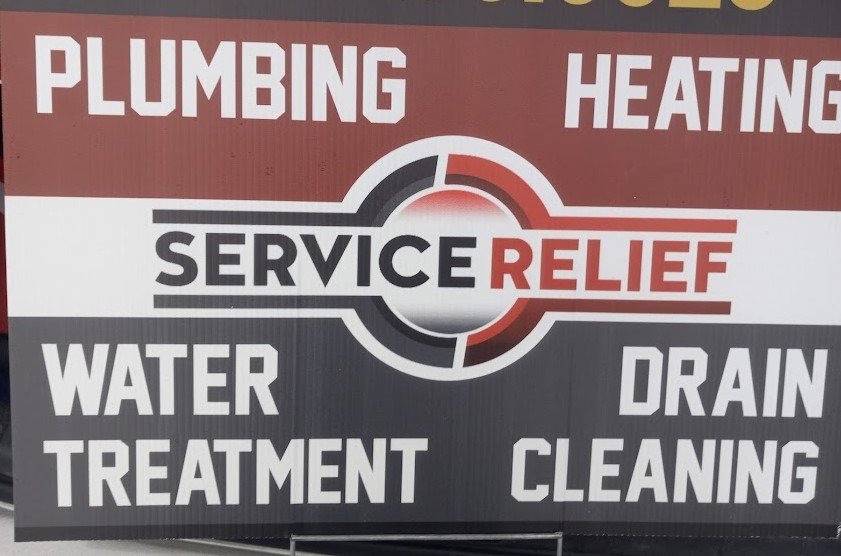 PLUMBING HEATING
SERVICE RELIEF
WATER DRAIN
TREATMENT CLEANING